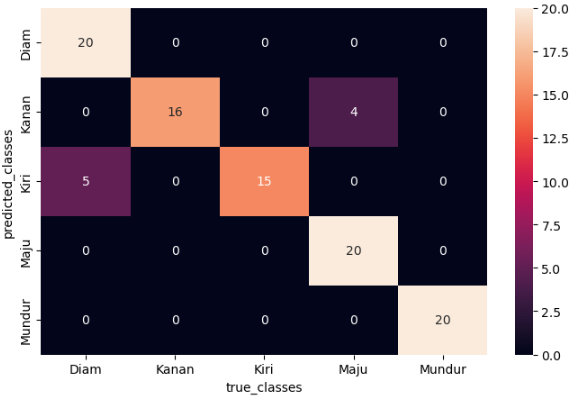 predicted_classes
Diam 20 0 0 0 0
Kanan 0 16 0 4 0
Kiri 5 0 15 0 0
Maju 0 0 0 20 0
Mundur 0 0 0 0 20
Diam Kanan Kiri Maju Mundur
true_classes
20.0
17.5
15.0
12.5
10.0
7.5
5.0
2.5
0.0